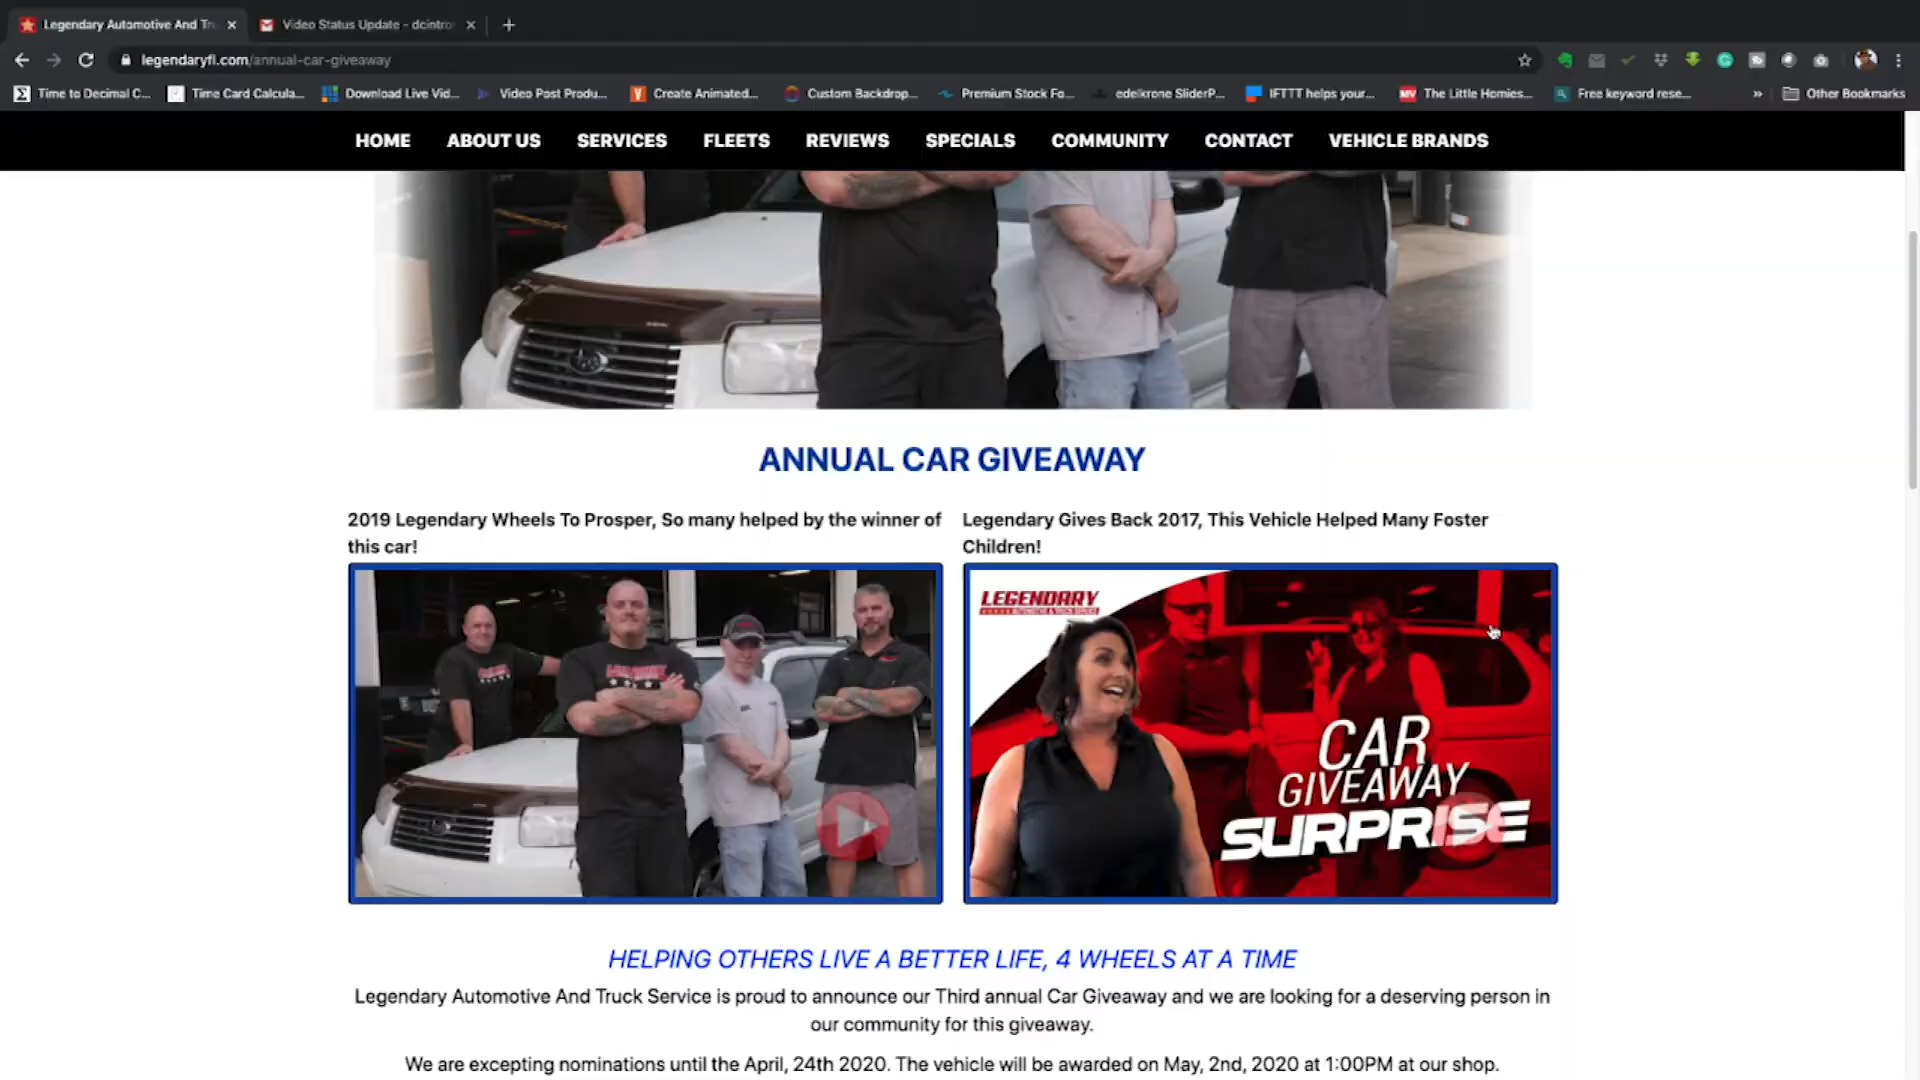 Legendary Automotive And Tr
Video Status Update - dcintro
legendaryfl.com/annual-car-giveaway
Time to Decimal C...
Time Card Calcula...
Download Live Vid...
Video Post Produ...
Create Animated...
Custom Backdrop...
Premium Stock Fo...
edelkrone SliderP...
IFTTT helps your...
The Little Homies...
Free keyword rese...
Other Bookmarks
HOME ABOUT US SERVICES FLEETS REVIEWS SPECIALS COMMUNITY CONTACT VEHICLE BRANDS
ANNUAL CAR GIVEAWAY
2019 Legendary Wheels To Prosper, So many helped by the winner of
this car!
Legendary Gives Back 2017, This Vehicle Helped Many Foster
Children!
LEGENDARY
AUTOMOTIVE & TRUCK SERVICE
CAR
GIVEAWAY
SURPRISE
HELPING OTHERS LIVE A BETTER LIFE, 4 WHEELS AT A TIME
Legendary Automotive And Truck Service is proud to announce our Third annual Car Giveaway and we are looking for a deserving person in
our community for this giveaway.
We are excepting nominations until the April, 24th 2020. The vehicle will be awarded on May, 2nd, 2020 at 1:00PM at our shop.